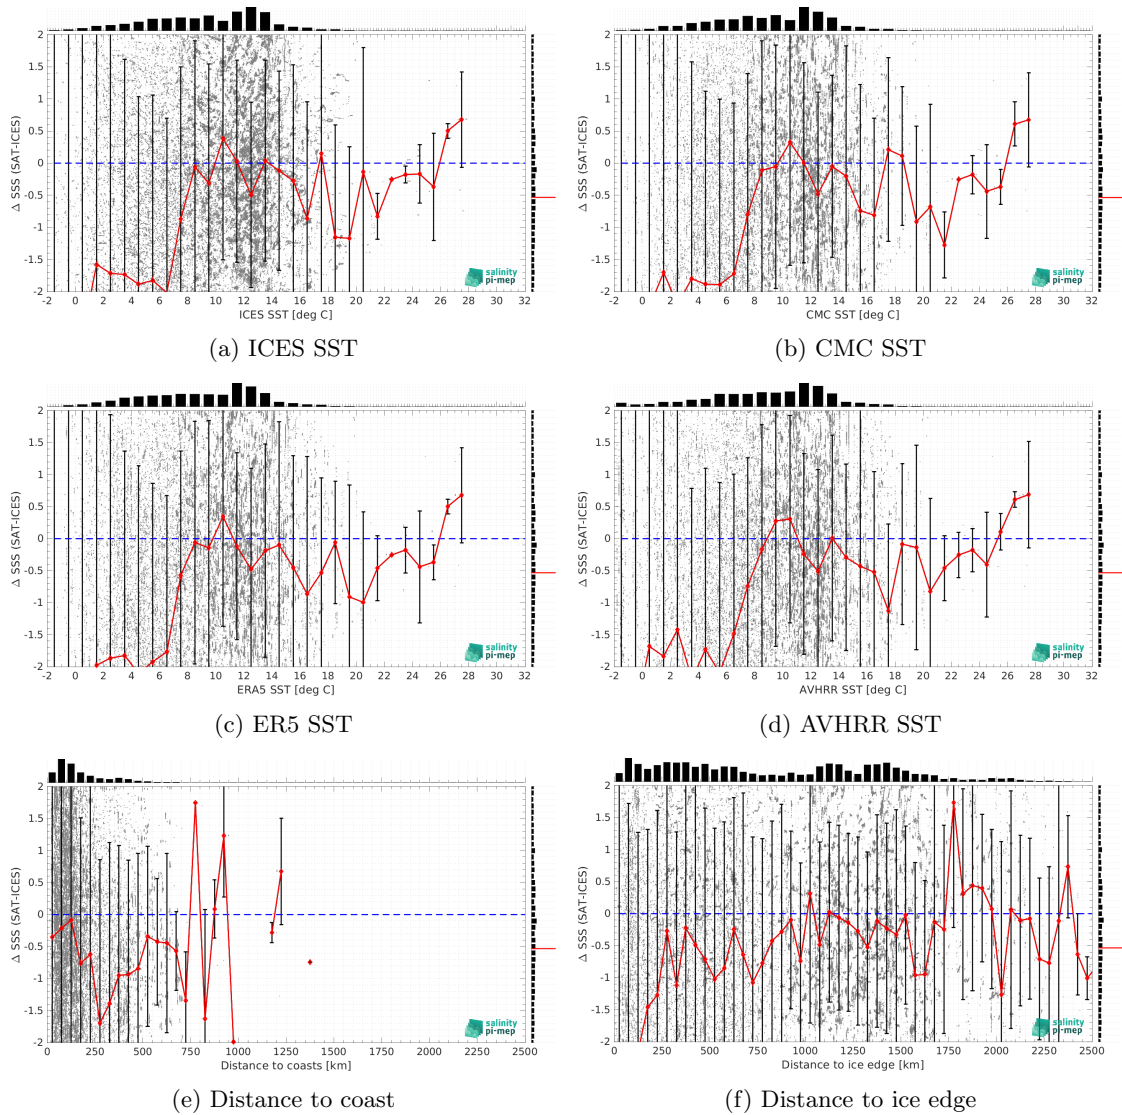 2
1.5
1
0.5
0
-0.5
-1
-1.5
-2
Δ SSS (SAT-ICES)
-2 0 2 4 6 8 10 12 14 16 18 20 22 24 26 28 30 32
ICES SST [deg C]
salinity
pi-mep
(a) ICES SST
2
1.5
1
0.5
0
-0.5
-1
-1.5
-2
Δ SSS (SAT-ICES)
-2 0 2 4 6 8 10 12 14 16 18 20 22 24 26 28 30 32
CMC SST [deg C]
salinity
pi-mep
(b) CMC SST
2
1.5
1
0.5
0
-0.5
-1
-1.5
-2
Δ SSS (SAT-ICES)
-2 0 2 4 6 8 10 12 14 16 18 20 22 24 26 28 30 32
ERA5 SST [deg C]
salinity
pi-mep
(c) ER5 SST
2
1.5
1
0.5
0
-0.5
-1
-1.5
-2
Δ SSS (SAT-ICES)
-2 0 2 4 6 8 10 12 14 16 18 20 22 24 26 28 30 32
AVHRR SST [deg C]
salinity
pi-mep
(d) AVHRR SST
2
1.5
1
0.5
0
-0.5
-1
-1.5
-2
Δ SSS (SAT-ICES)
0 250 500 750 1000 1250 1500 1750 2000 2250 2500
Distance to coasts [km]
salinity
pi-mep
(e) Distance to coast
2
1.5
1
0.5
0
-0.5
-1
-1.5
-2
Δ SSS (SAT-ICES)
0 250 500 750 1000 1250 1500 1750 2000 2250 2500
Distance to ice edge [km]
salinity
pi-mep
(f) Distance to ice edge